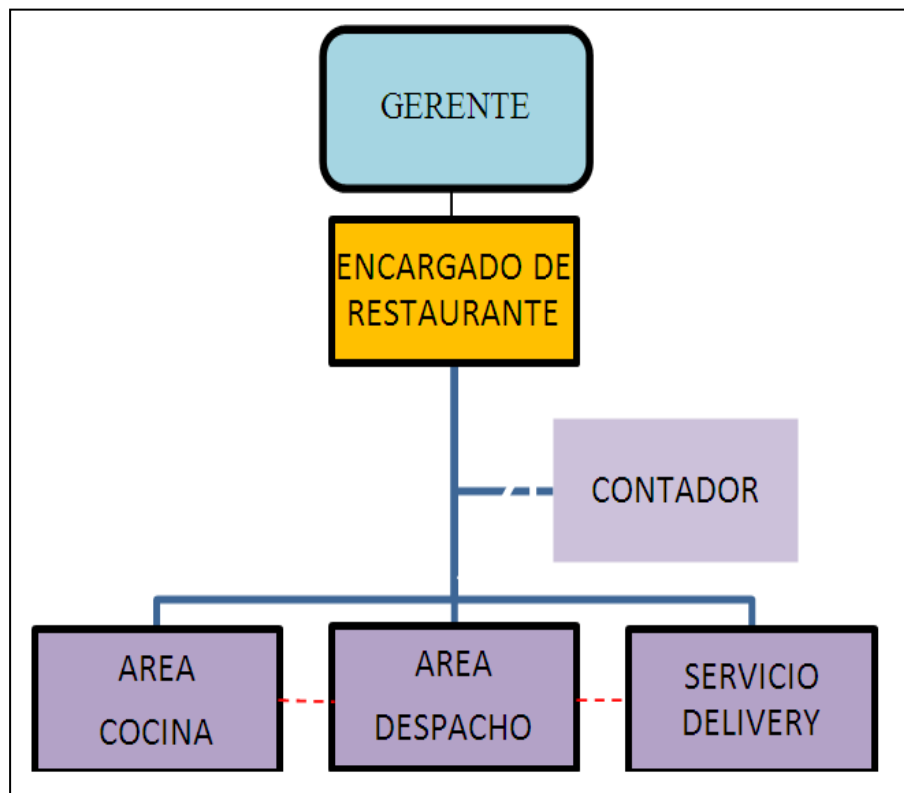 GERENTE
ENCARGADO DE
RESTAURANTE
CONTADOR
AREA
COCINA
AREA
DESPACHO
SERVICIO
DELIVERY